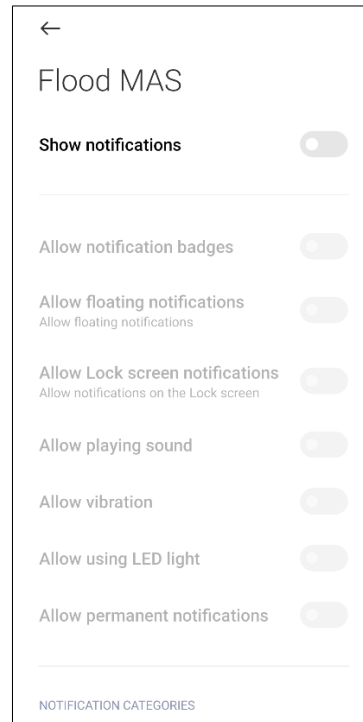 Flood MAS
Show notifications
Allow notification badges
Allow floating notifications
Allow floating notifications
Allow Lock screen notifications
Allow notifications on the Lock screen
Allow playing sound
Allow vibration
Allow using LED light
Allow permanent notifications
NOTIFICATION CATEGORIES